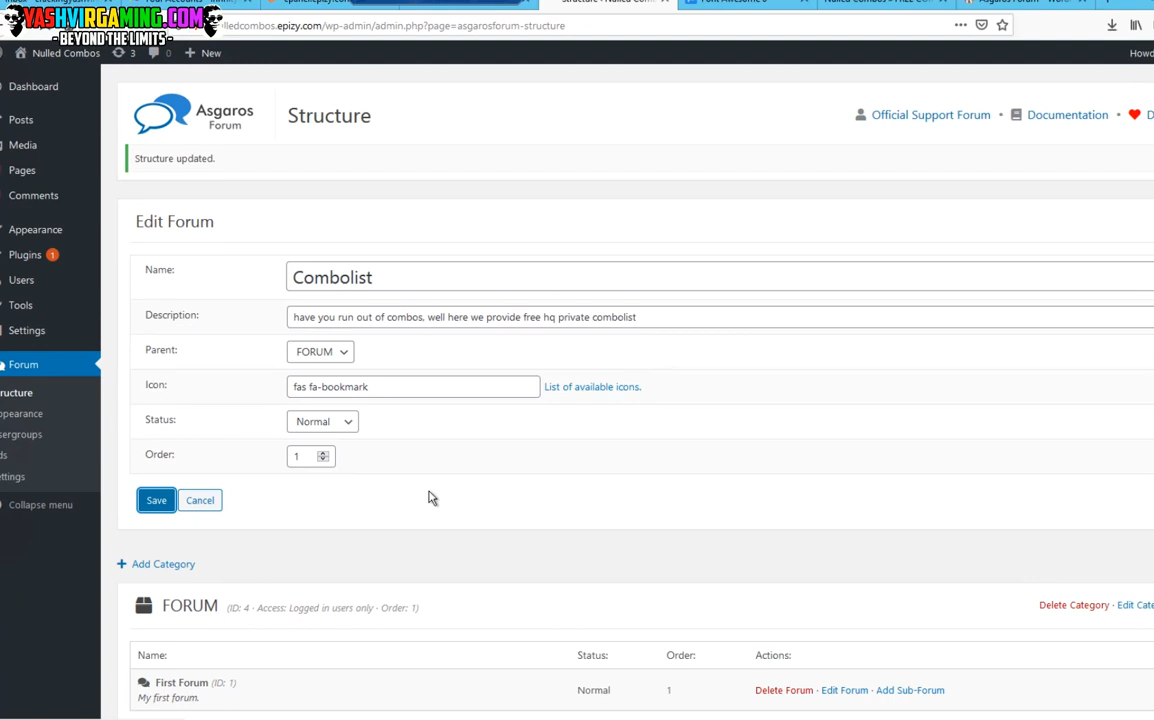 YASHVIRGAMING.COM
- BEYOND THE LIMITS -
lledcombos.epizy.com/wp-admin/admin.php?page=asgarosforum-structure
Nulled Combos
3
0
New
Howd
Dashboard
Posts
Media
Pages
Comments
Appearance
Plugins 1
Users
Tools
Settings
Forum
ructure
ppearance
sergroups
ds
ettings
Collapse menu
Asgaros
Forum
Structure
Official Support Forum • Documentation • D
Structure updated.
Edit Forum
Name:
Combolist
Description:
have you run out of combos, well here we provide free hq private combolist
Parent:
FORUM
Icon:
fas fa-bookmark
List of available icons.
Status:
Normal
Order:
1
Save
Cancel
Add Category
FORUM (ID: 4 · Access: Logged in users only · Order: 1)
Delete Category · Edit Cate
Name: Status: Order: Actions:
First Forum (ID: 1)
My first forum.
Normal
1
Delete Forum · Edit Forum · Add Sub-Forum